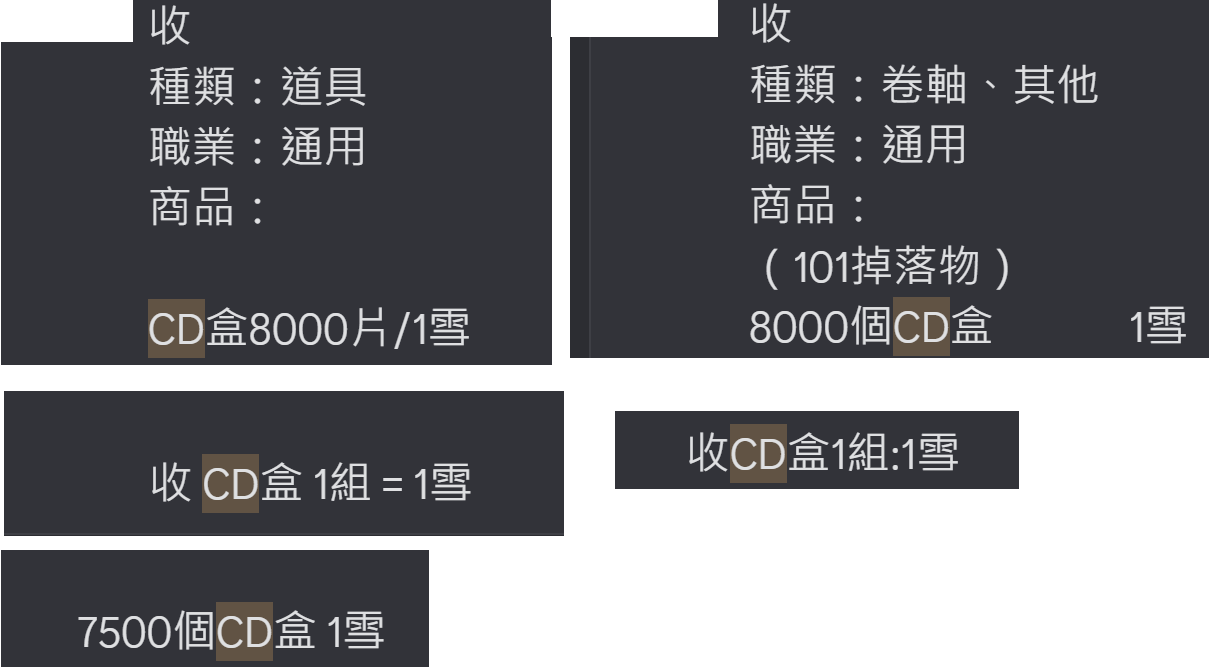 收
種類：道具
職業：通用
商品：
CD盒8000片/1雪
收
種類：卷軸、其他
職業：通用
商品：
（101掉落物）
8000個CD盒 1雪
收 CD盒 1組 = 1雪
收CD盒1組:1雪
7500個CD盒 1雪